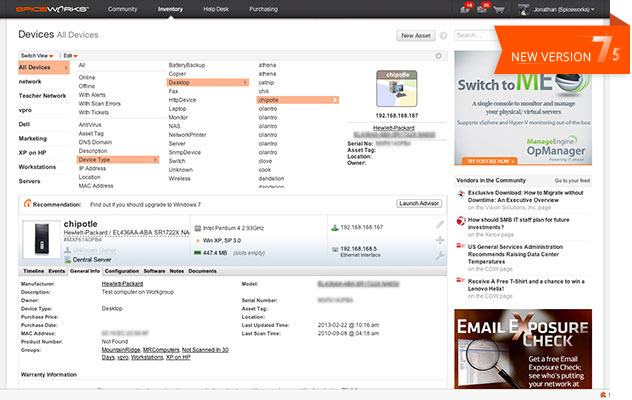 SPICEWORKS
Community
Inventory
Help Desk
Purchasing
Jonathan (Spiceworks)
Devices All Devices
New Asset
Search...
NEW VERSION 7.5
Switch View
Edit
All Devices
network
Teacher Network
vpro
Dell
Marketing
XP on HP
Workstations
Servers
All
Online
Offline
With Alerts
With Scan Errors
With Tickets
AntiVirus
Asset Tag
DNS Domain
Description
Device Type
IP Address
Location
MAC Address
BatteryBackup
Copier
Desktop
Fax
HttpDevice
Laptop
Monitor
NAS
NetworkPrinter
Server
SnmpDevice
Switch
Unknown
Wireless
athena
athena
catnip
chili
chipotle
cilantro
cilantro
cilantro
cilantro
cilantro
cilantro
clove
cowen
dandelion
chipotle
192.168.168.167
Hewlett-Packard
Serial No:
Asset Tag:
Location:
Owner:
Switch to ME
A single console to monitor and manage
your physical/ virtual servers
Supports vSphere and Hyper-V monitoring out-of-the-box
ManageEngine
OpManager
TRY FOR FREE NOW
Recommendation: Find out if you should upgrade to Windows 7
Launch Advisor
chipotle
Hewlett-Packard / EL436AA-ABA SR1722X NA
#MXF6140PB4
Unknown Owner
Central Server
Intel Pentium 4 2.93GHz
Win XP, SP 3.0
447.4 MB (slots empty)
192.168.168.167
192.168.168.5
Ethernet Interface
Timeline
Events
General Info
Configuration
Software
Notes
Documents
Manufacturer: Hewlett-Packard
Description: Test computer on Workgroup
Owner:
Device Type: Desktop
Purchase Price:
Purchase Date:
MAC Address:
Product Number: Not Found
Groups: MountainRidge, MRComputers, Not Scanned In 30
Days, vpro, Workstations, XP on HP
Model:
Serial Number:
Asset Tag:
Location:
Last Updated Time: 2013-02-22 @ 10:16 am
Last Scan Time: 2010-09-08 @ 04:18 am
Warranty Information
Vendors in the Community
Go to your feed
Exclusive Download: How to Migrate without
Downtime: An Executive Overview
on the Vision Solutions, Inc. page
How should SMB IT staff plan for future
investments?
on the Xerox page
US General Services Administration
Recommends Raising Data Center
Temperatures
on the CDW page
Receive A Free T-Shirt and a chance to win a
Lenovo Helix!
on the CDW page
EMAIL EXPOSURE
CHECK
Get a free Email
Exposure Check:
see who's putting
your network at